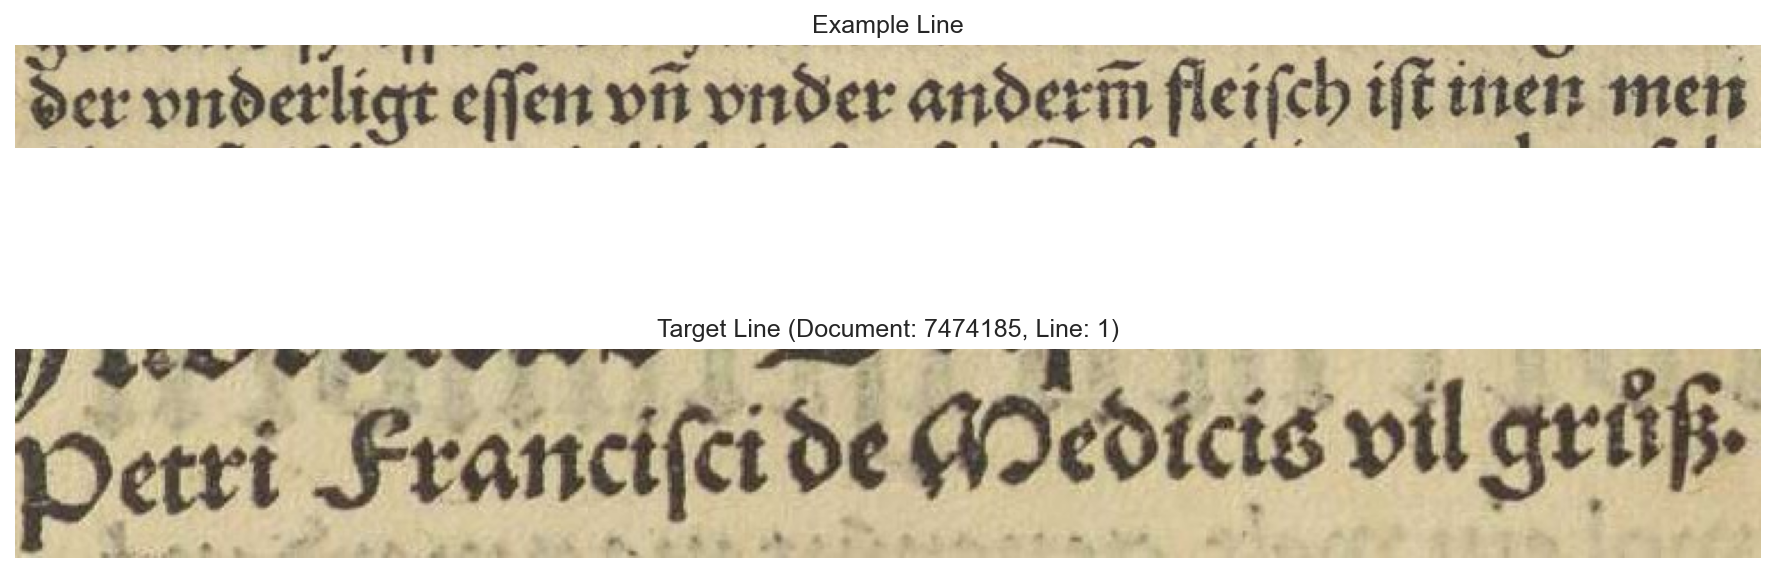 Example Line
der vnderligt eſſen vn̄ vnder anderm̄ fleiſch iſt inen men
Target Line (Document: 7474185, Line: 1)
Petri Franciſci de Medicis vil grůß.